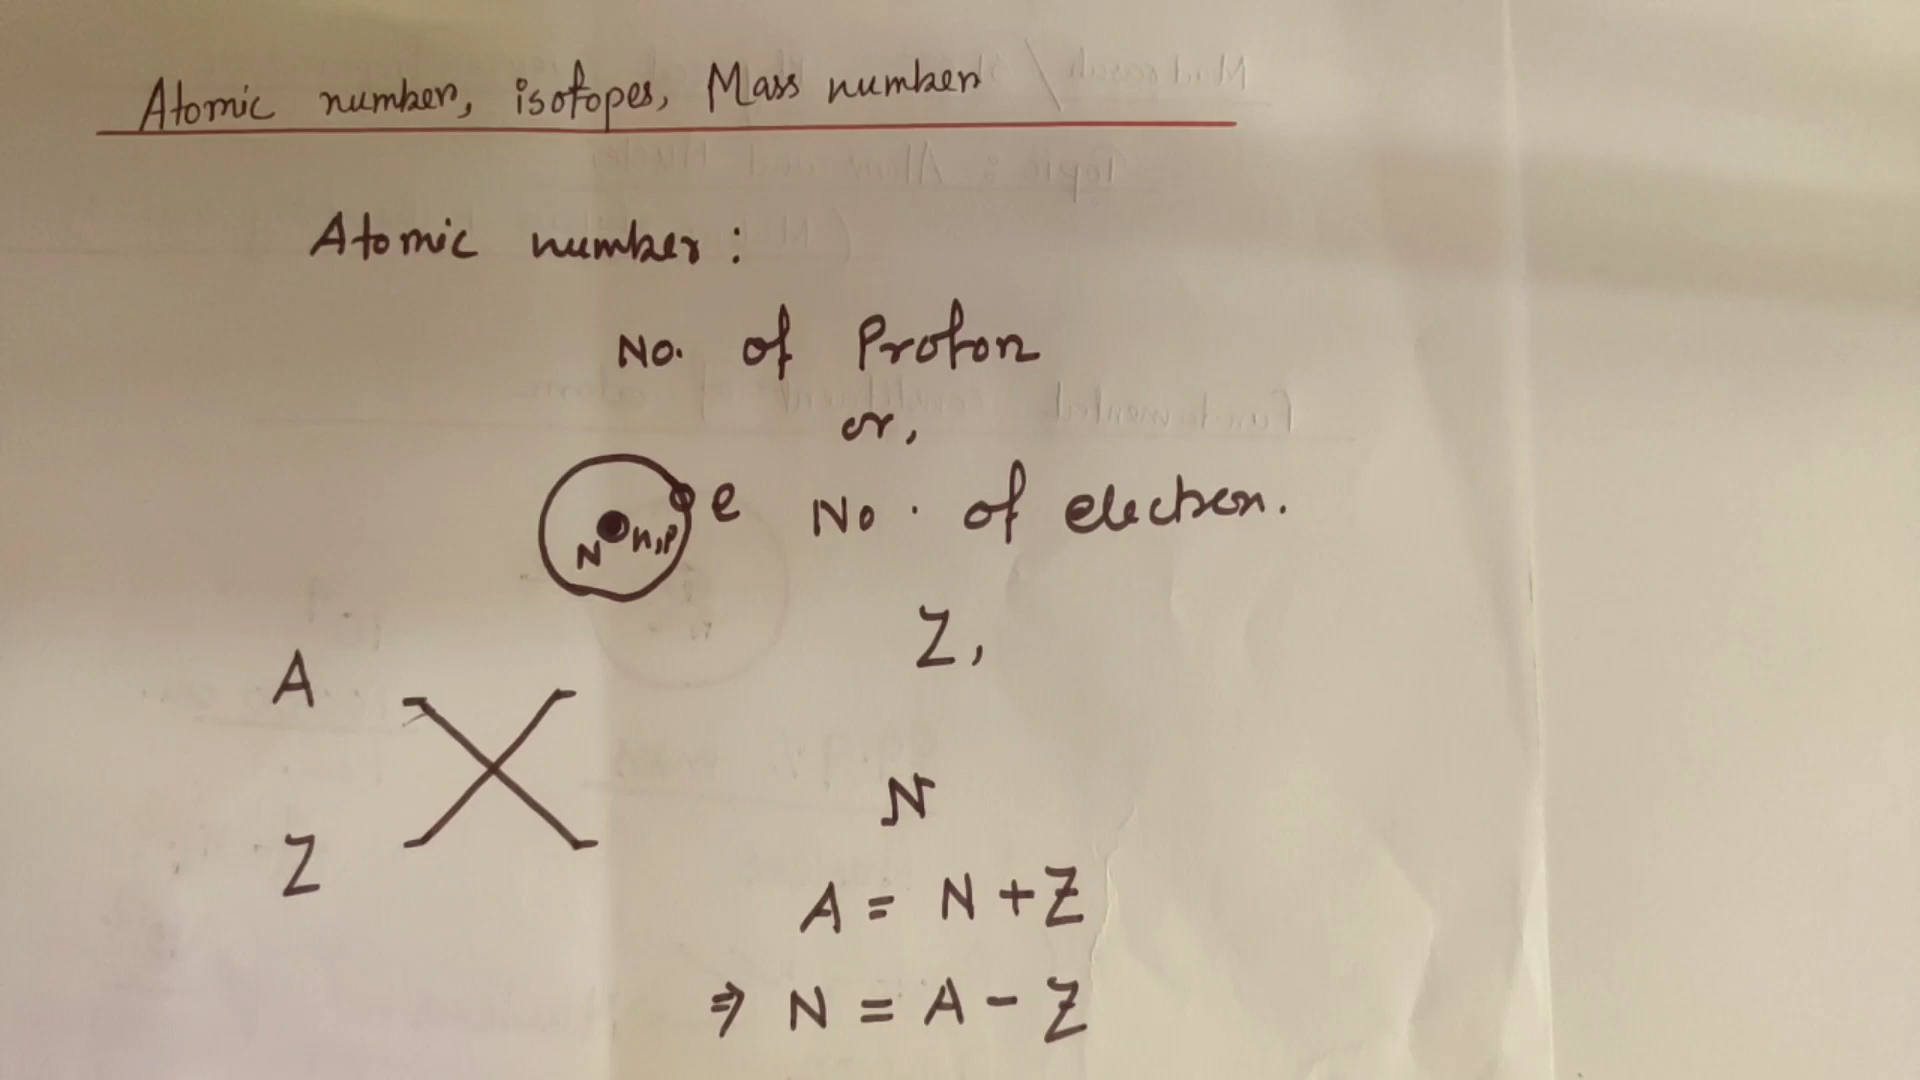 Atomic number, isotopes, Mass number
Atomic number:
No. of Proton
or,
e No. of electron.
N n,p
Z,
A
X
Z
N
A = N + Z
⇒ N = A - Z